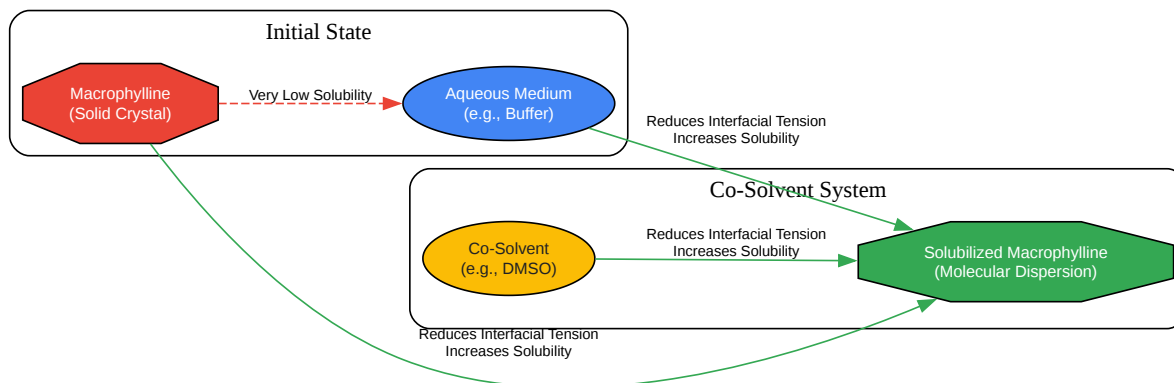 Initial State
Macrophylline
(Solid Crystal)
Very Low Solubility
Aqueous Medium
(e.g., Buffer)
Reduces Interfacial Tension
Increases Solubility
Co-Solvent System
Co-Solvent
(e.g., DMSO)
Reduces Interfacial Tension
Increases Solubility
Solubilized Macrophylline
(Molecular Dispersion)
Reduces Interfacial Tension
Increases Solubility